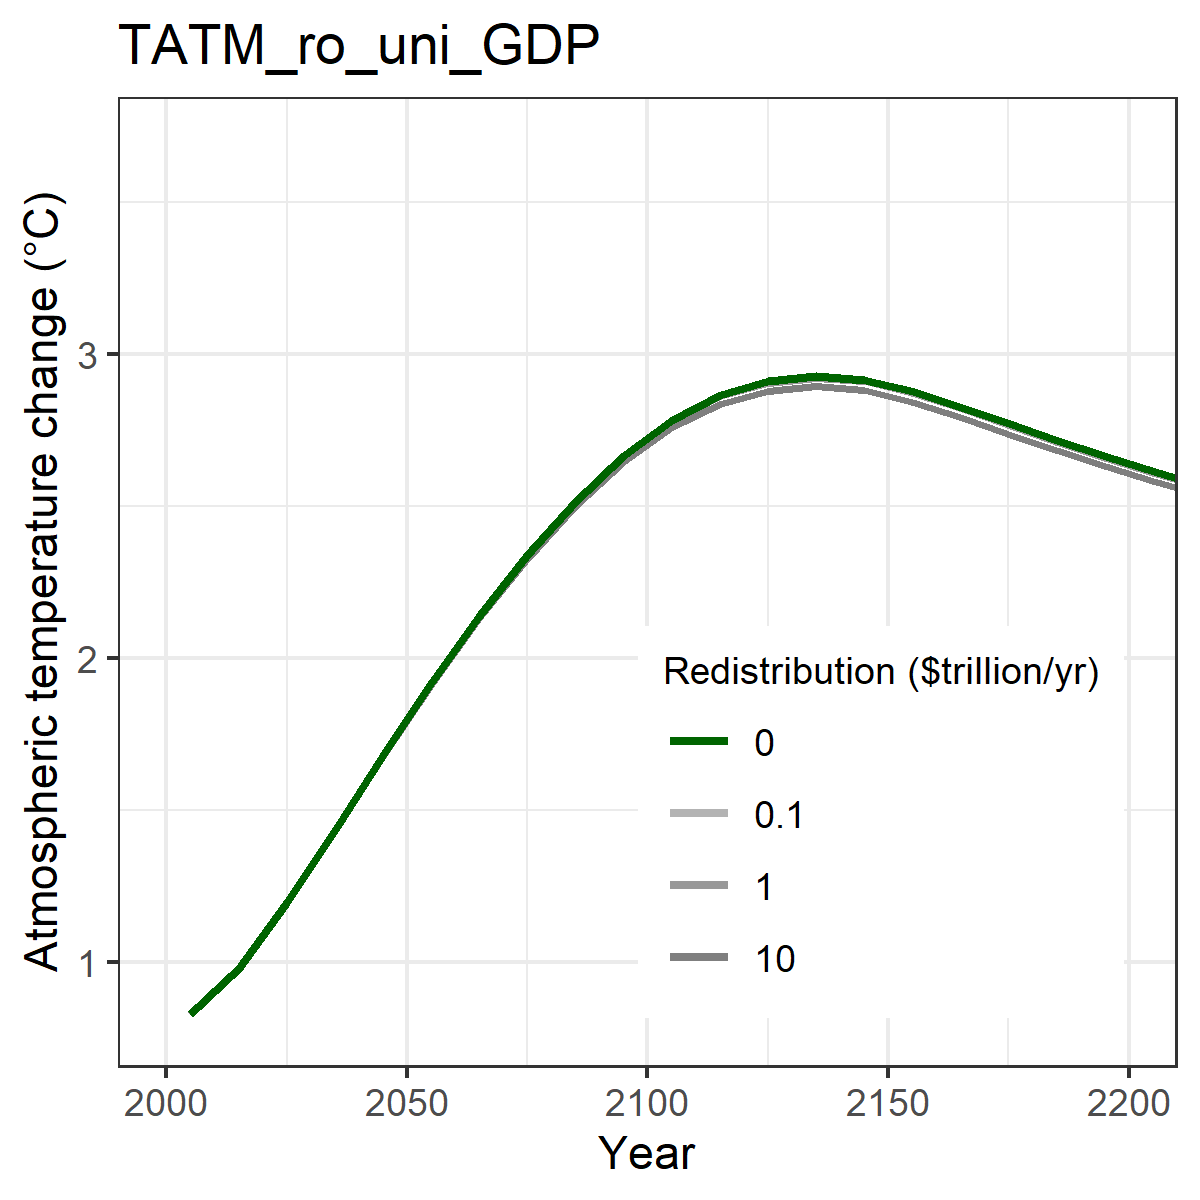 TATM_ro_uni_GDP
Atmospheric temperature change (°C)
3
2
1
Redistribution ($trillion/yr)
0
0.1
1
10
2000 2050 2100 2150 2200
Year